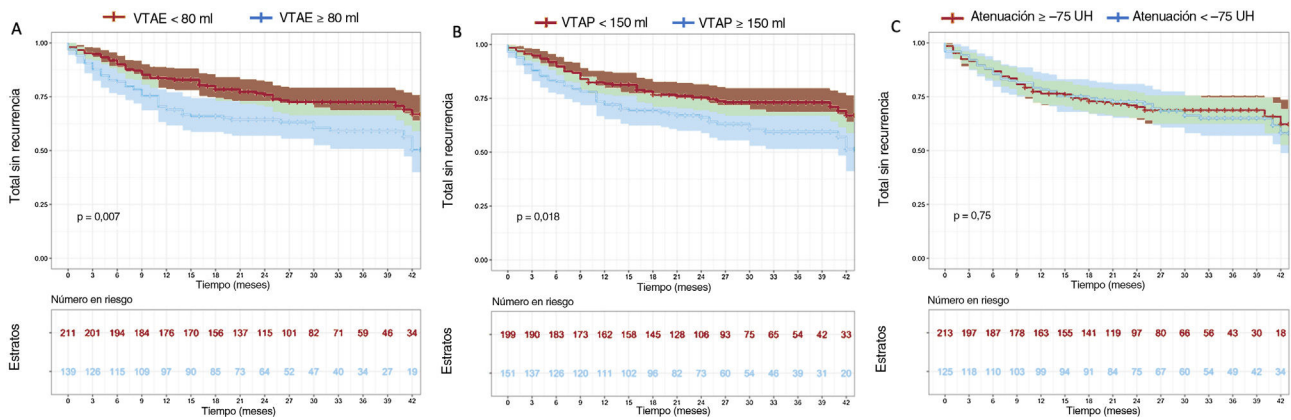 A
VTAE < 80 ml VTAE ≥ 80 ml
Total sin recurrencia
1.00
0.75
0.50
0.25
0.00
p = 0,007
0 3 6 9 12 15 18 21 24 27 30 33 36 39 42
Tiempo (meses)
Número en riesgo
Estratos
211 201 194 184 176 170 156 137 115 101 82 71 59 46 34
139 126 115 109 97 90 85 73 64 52 47 40 34 27 19
0 3 6 9 12 15 18 21 24 27 30 33 36 39 42
Tiempo (meses)
B
VTAP < 150 ml VTAP ≥ 150 ml
Total sin recurrencia
1.00
0.75
0.50
0.25
0.00
p = 0,018
0 3 6 9 12 15 18 21 24 27 30 33 36 39 42
Tiempo (meses)
Número en riesgo
Estratos
199 190 183 173 162 158 145 128 106 93 75 65 54 42 33
151 137 126 120 111 102 96 82 73 60 54 46 39 31 20
0 3 6 9 12 15 18 21 24 27 30 33 36 39 42
Tiempo (meses)
C
Atenuación ≥ –75 UH Atenuación < –75 UH
Total sin recurrencia
1.00
0.75
0.50
0.25
0.00
p = 0,75
0 3 6 9 12 15 18 21 24 27 30 33 36 39 42
Tiempo (meses)
Número en riesgo
Estratos
213 197 187 178 163 155 141 119 97 80 66 56 43 30 18
125 118 110 103 99 94 91 84 75 67 60 54 49 42 34
0 3 6 9 12 15 18 21 24 27 30 33 36 39 42
Tiempo (meses)